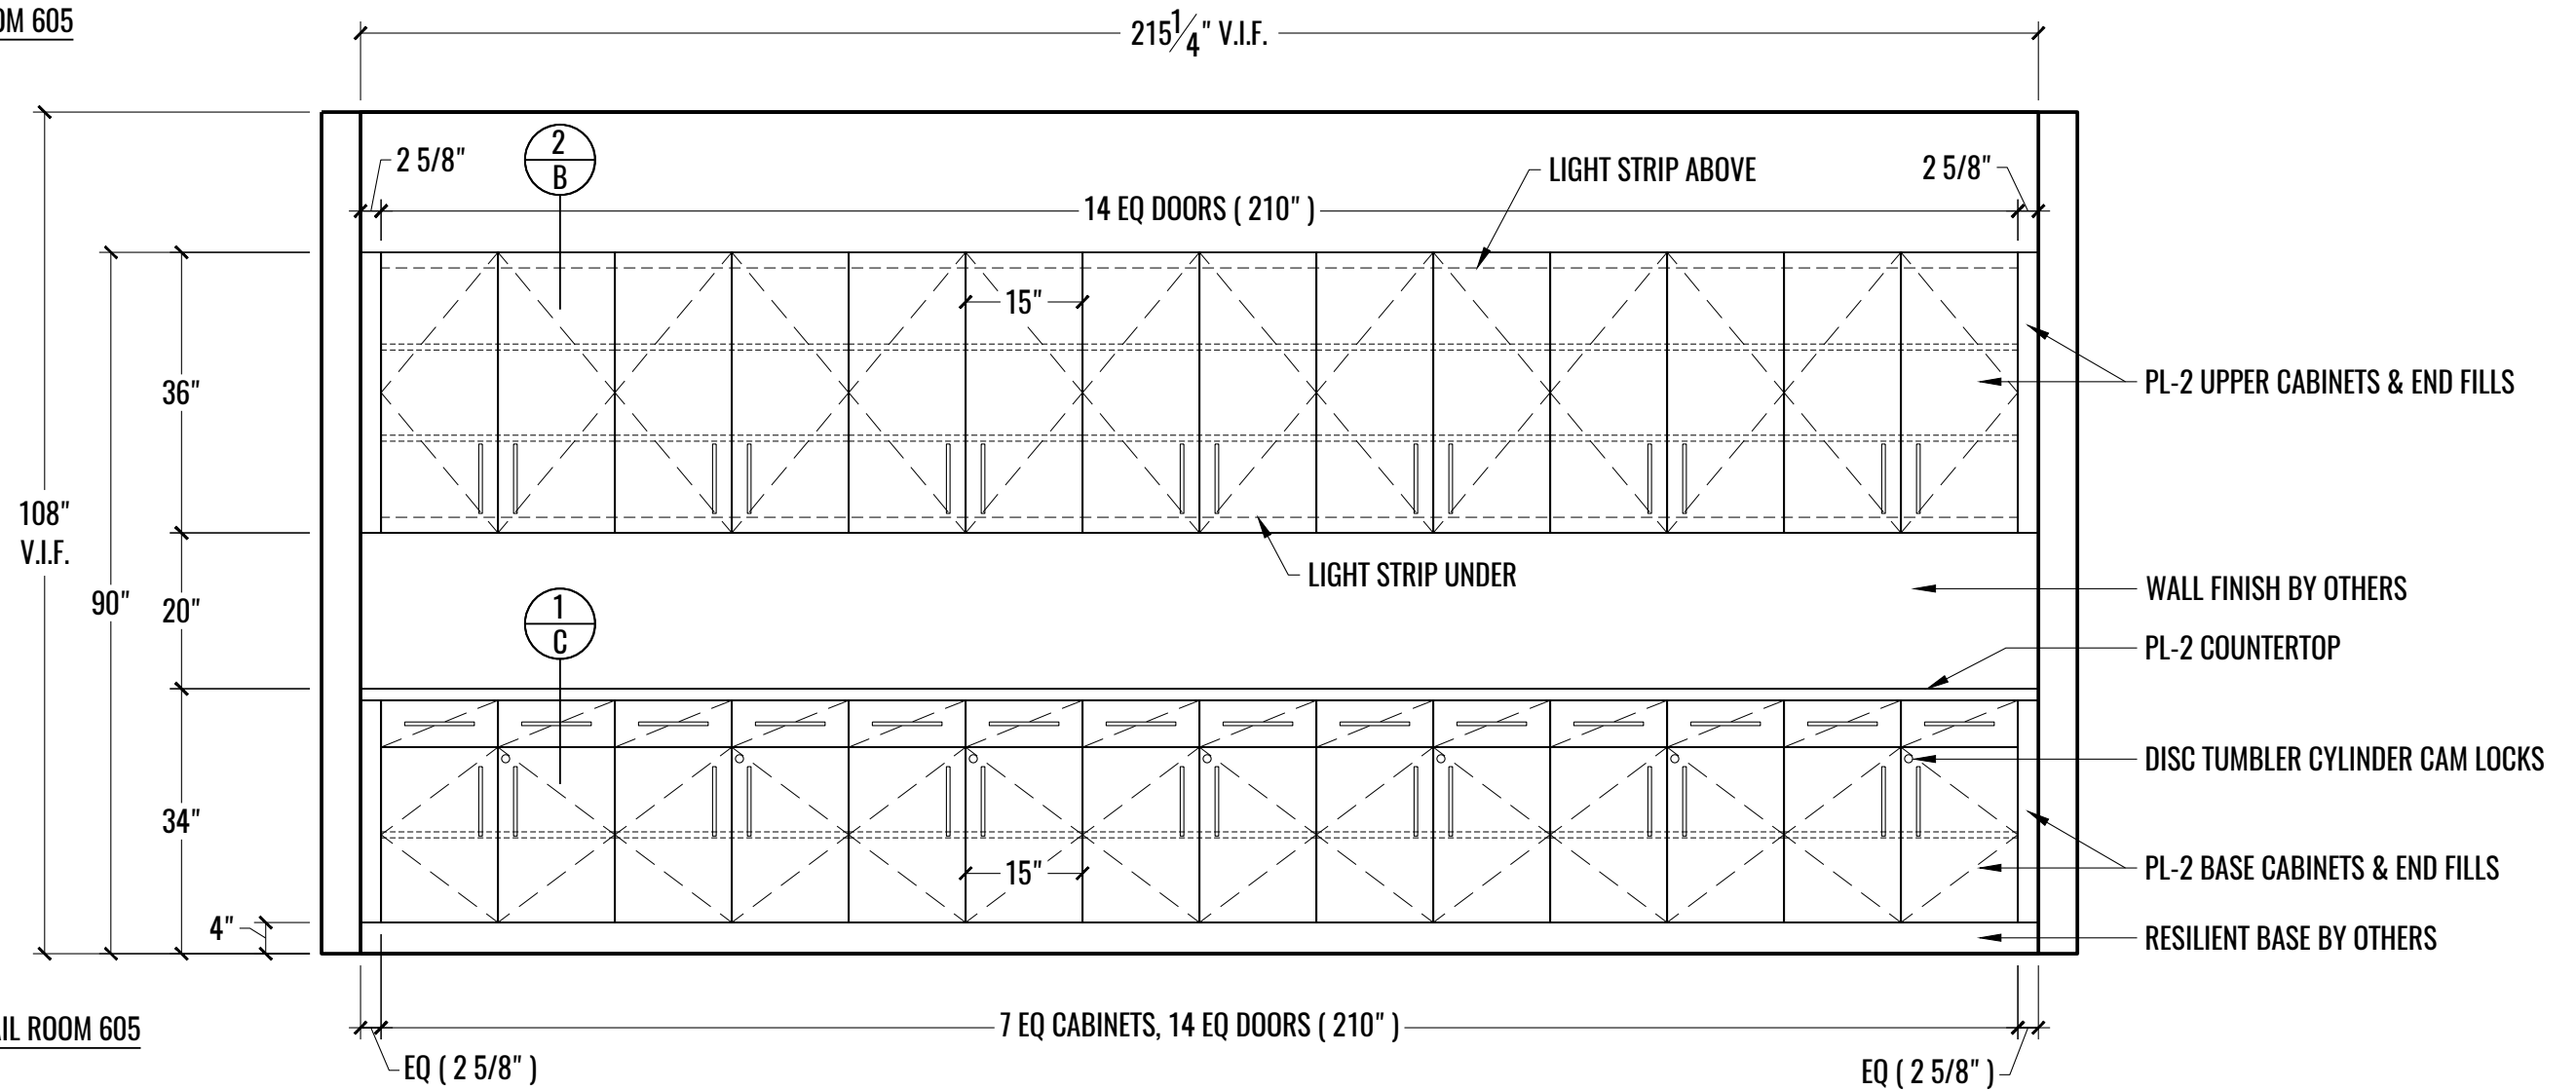 OM 605
215 1/4" V.I.F.
2 5/8"
2
B
LIGHT STRIP ABOVE
2 5/8"
14 EQ DOORS ( 210" )
15"
36"
PL-2 UPPER CABINETS & END FILLS
108"
V.I.F.
90"
20"
LIGHT STRIP UNDER
WALL FINISH BY OTHERS
1
C
PL-2 COUNTERTOP
DISC TUMBLER CYLINDER CAM LOCKS
34"
15"
PL-2 BASE CABINETS & END FILLS
4"
RESILIENT BASE BY OTHERS
IL ROOM 605
7 EQ CABINETS, 14 EQ DOORS ( 210" )
EQ ( 2 5/8" )
EQ ( 2 5/8" )